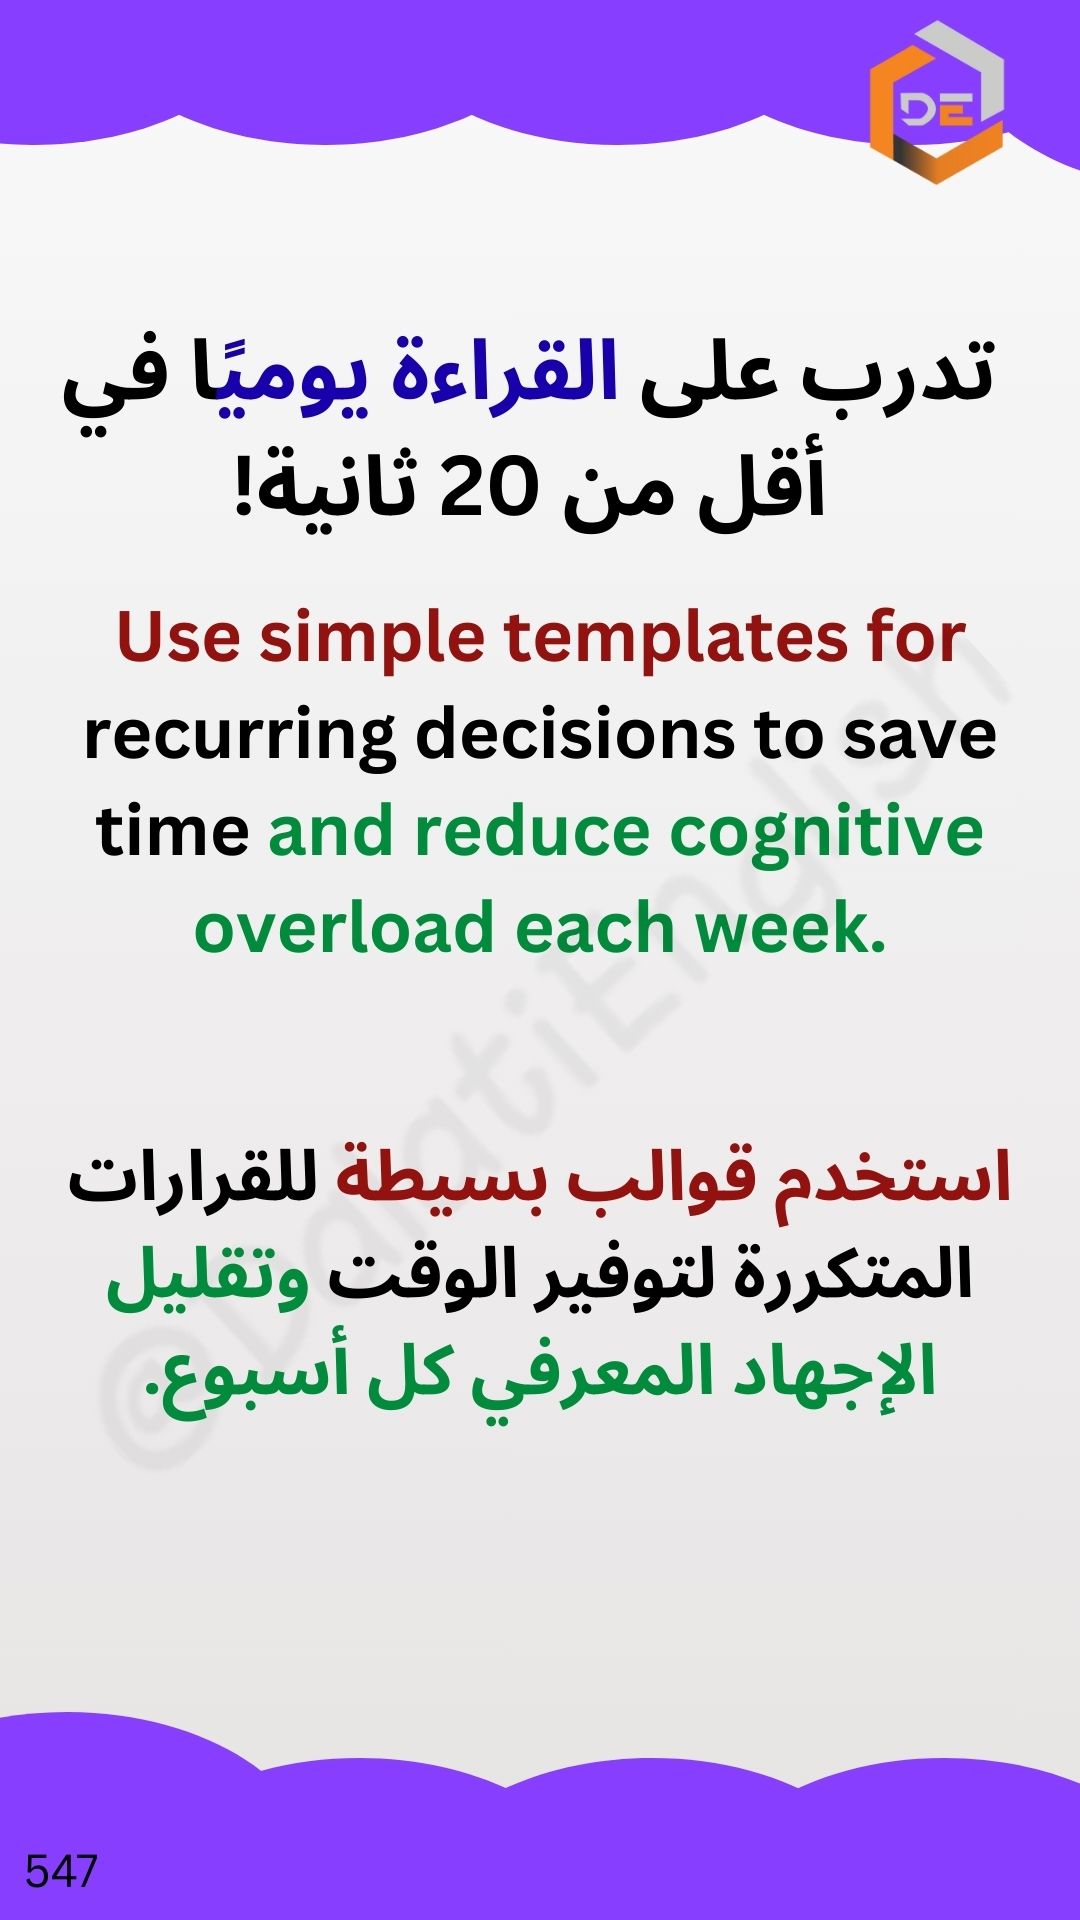 DE
تدرب على القراءة يوميًا في
أقل من 20 ثانية!
Use simple templates for
recurring decisions to save
time and reduce cognitive
overload each week.
استخدم قوالب بسيطة للقرارات
المتكررة لتوفير الوقت وتقليل
الإجهاد المعرفي كل أسبوع.
@DaiatiEnglish
547